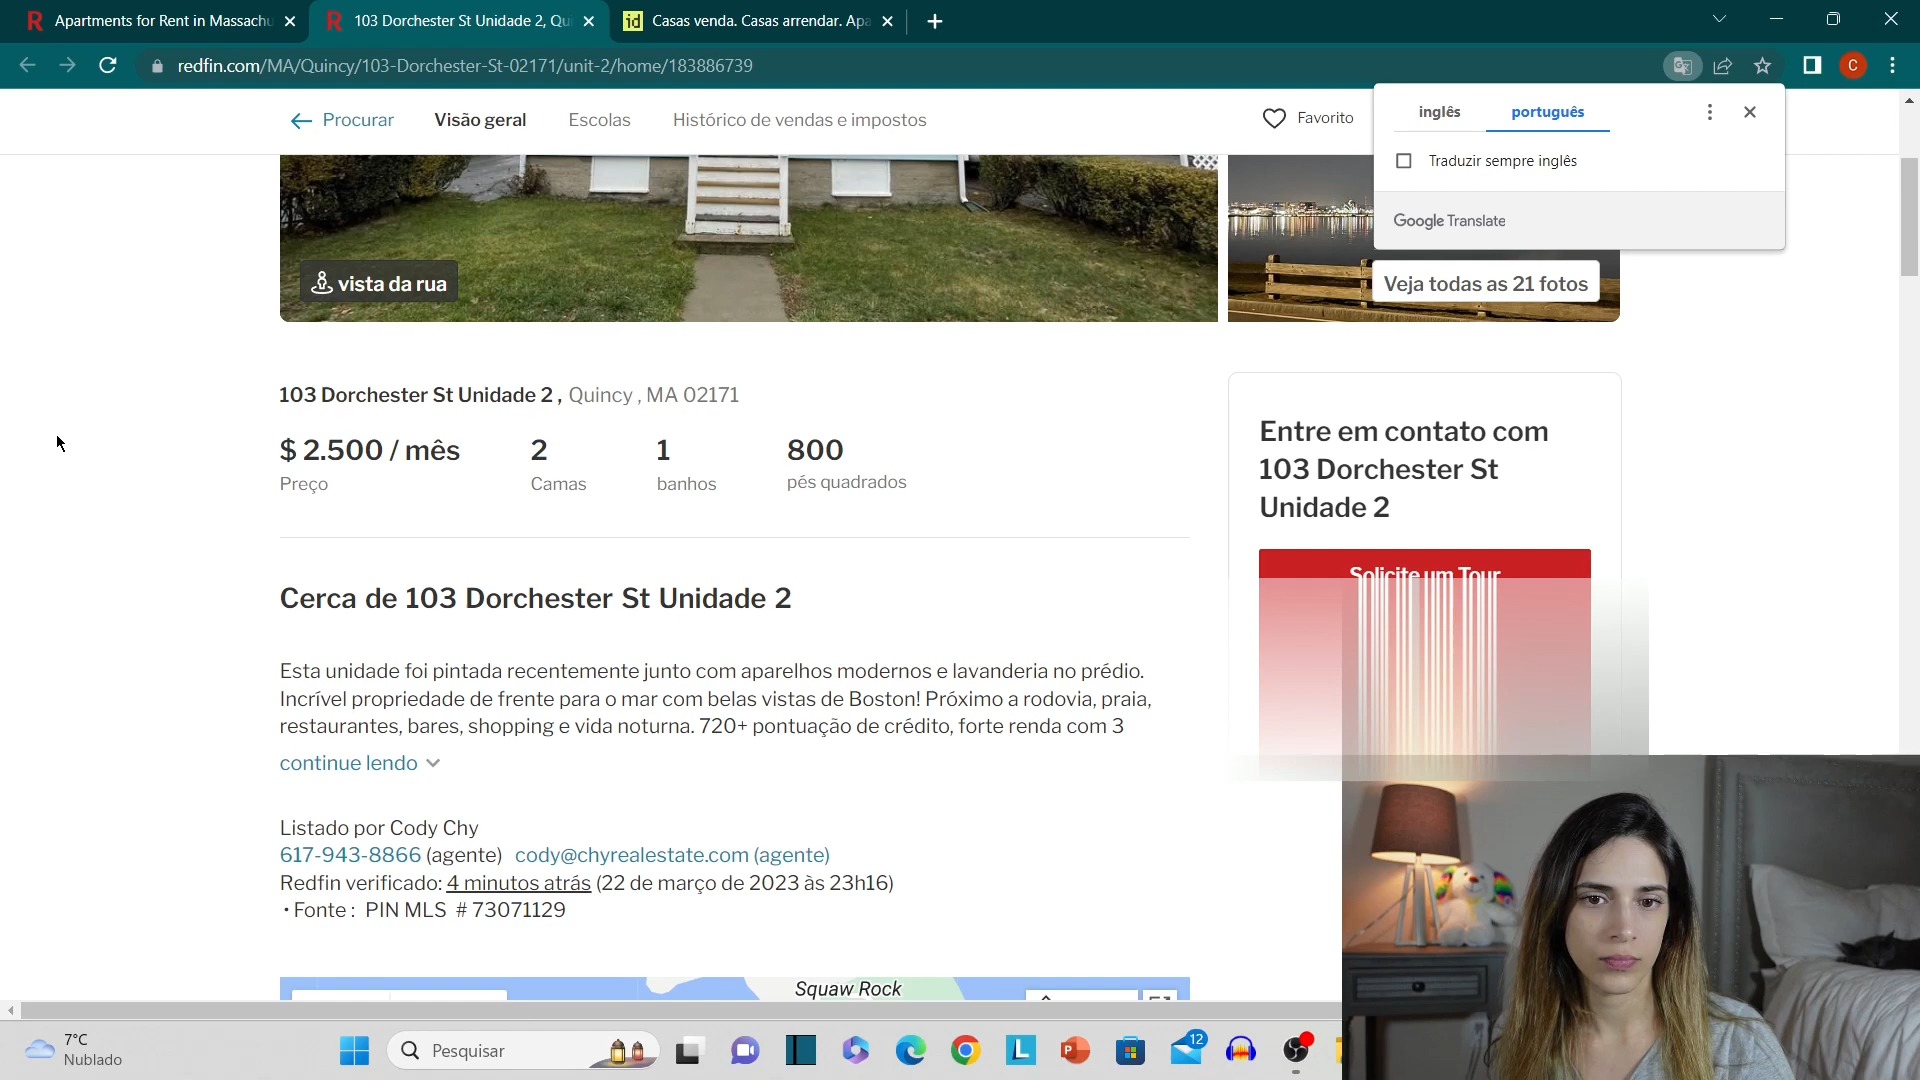 Apartments for Rent in Massachu
103 Dorchester St Unidade 2, Qu
id Casas venda. Casas arrendar. Apa
redfin.com/MA/Quincy/103-Dorchester-St-02171/unit-2/home/183886739
C
Procurar
Visão geral
Escolas
Histórico de vendas e impostos
Favorito
inglês
português
Traduzir sempre inglês
Google Translate
vista da rua
Veja todas as 21 fotos
103 Dorchester St Unidade 2 , Quincy , MA 02171
$ 2.500 / mês
Preço
2
Camas
1
banhos
800
pés quadrados
Entre em contato com
103 Dorchester St
Unidade 2
Solicite um Tour
Cerca de 103 Dorchester St Unidade 2
Esta unidade foi pintada recentemente junto com aparelhos modernos e lavanderia no prédio.
Incrível propriedade de frente para o mar com belas vistas de Boston! Próximo a rodovia, praia,
restaurantes, bares, shopping e vida noturna. 720+ pontuação de crédito, forte renda com 3
continue lendo
Listado por Cody Chy
617-943-8866 (agente) cody@chyrealestate.com (agente)
Redfin verificado: 4 minutos atrás (22 de março de 2023 às 23h16)
• Fonte : PIN MLS # 73071129
Squaw Rock
7°C
Nublado
Pesquisar
12